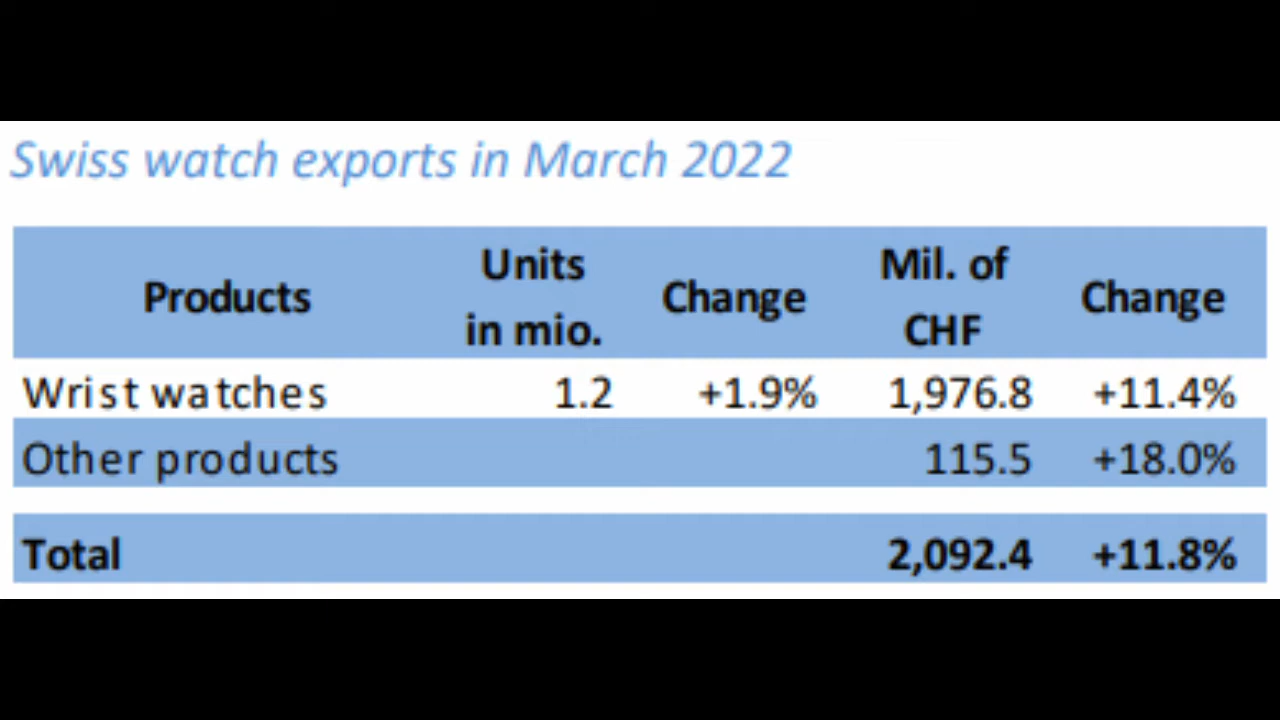 Swiss watch exports in March 2022
Products Units in mio. Change Mil. of CHF Change
Wrist watches 1.2 +1.9% 1,976.8 +11.4%
Other products 115.5 +18.0%
Total 2,092.4 +11.8%